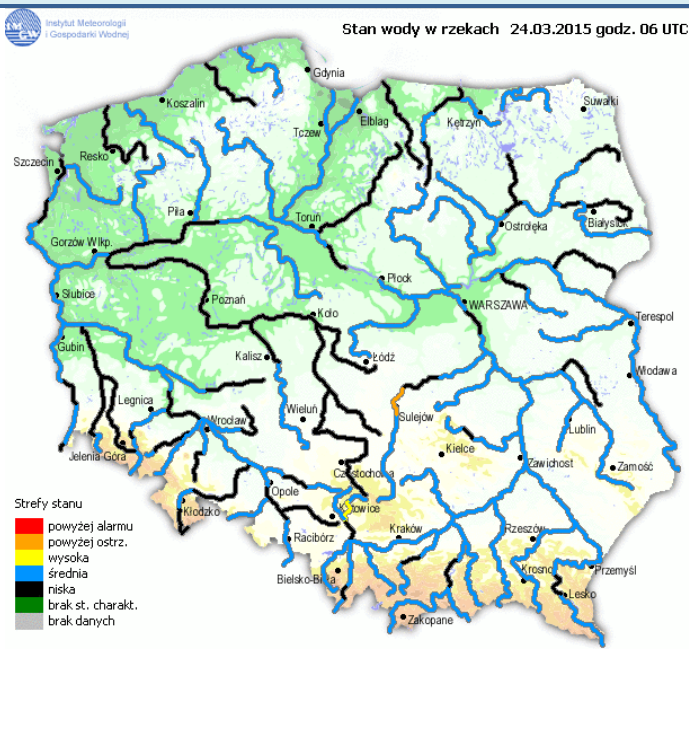 Instytut Meteorologii
i Gospodarki Wodnej
IMGW
Stan wody w rzekach 24.03.2015 godz. 06 UTC
Gdynia
Koszalin
Suwałki
Tczew
Elbląg
Kętrzyn
Szczecin
Resko
Piła
Toruń
Ostrołęka
Białystok
Gorzów Wlkp.
Płock
Słubice
Poznań
Koło
WARSZAWA
Terespol
Gubin
Kalisz
Łódź
Włodawa
Legnica
Wieluń
Sulejów
Wrocław
Lublin
Jelenia Góra
Kielce
Zawichost
Zamość
Częstochowa
Opole
Kłodzko
Katowice
Racibórz
Kraków
Rzeszów
Bielsko-Biała
Krosno
Przemyśl
Lesko
Zakopane
Strefy stanu
powyżej alarmu
powyżej ostrz.
wysoka
średnia
niska
brak st. charakt.
brak danych